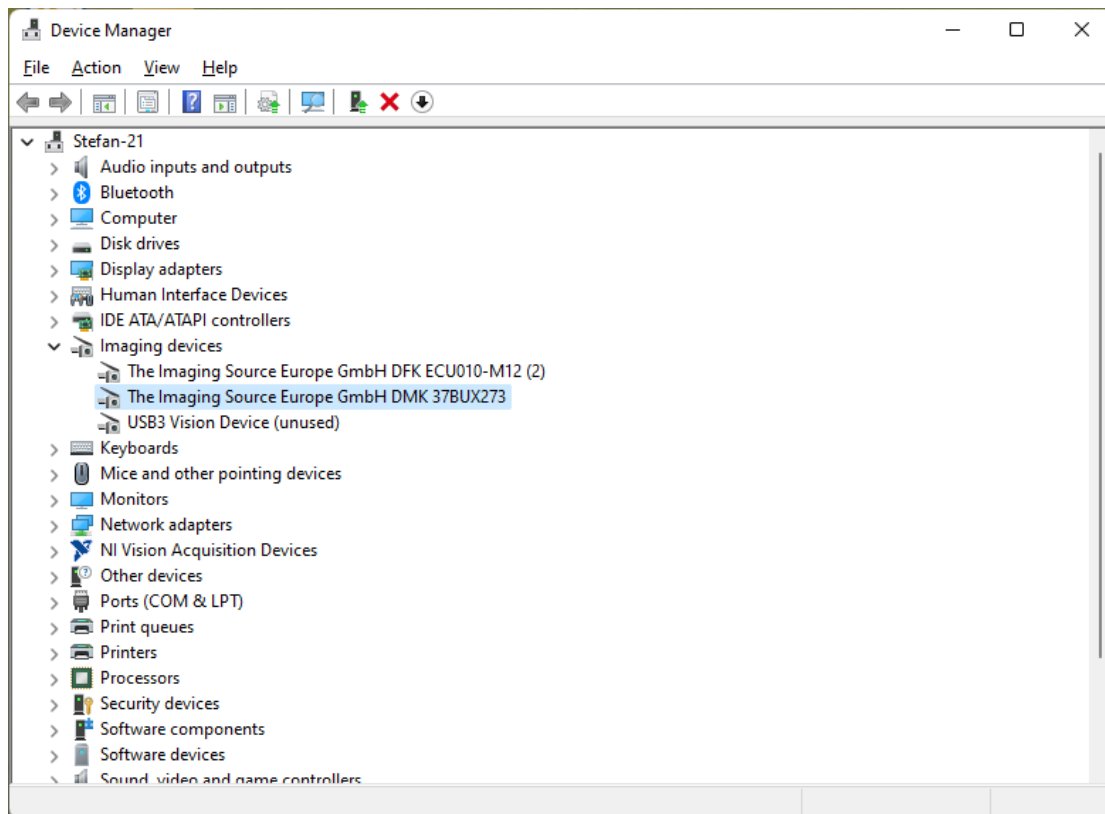 Device Manager
File Action View Help
Stefan-21
Audio inputs and outputs
Bluetooth
Computer
Disk drives
Display adapters
Human Interface Devices
IDE ATA/ATAPI controllers
Imaging devices
The Imaging Source Europe GmbH DFK ECU010-M12 (2)
The Imaging Source Europe GmbH DMK 37BUX273
USB3 Vision Device (unused)
Keyboards
Mice and other pointing devices
Monitors
Network adapters
NI Vision Acquisition Devices
Other devices
Ports (COM & LPT)
Print queues
Printers
Processors
Security devices
Software components
Software devices
Sound, video and game controllers